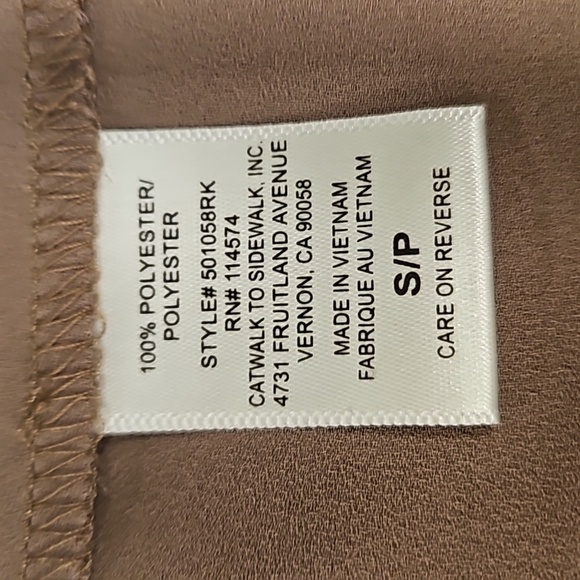 100% POLYESTER/
POLYESTER
STYLE# 501058RK
RN# 114574
CATWALK TO SIDEWALK, INC.
4731 FRUITLAND AVENUE
VERNON, CA 90058
MADE IN VIETNAM
FABRIQUE AU VIETNAM
S/P
CARE ON REVERSE